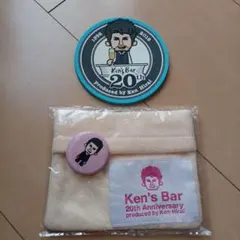 1998 2018
Ken's Bar
20th
produced by Ken Hirai
Ken's Bar
20th Anniversary
produced by Ken Hirai